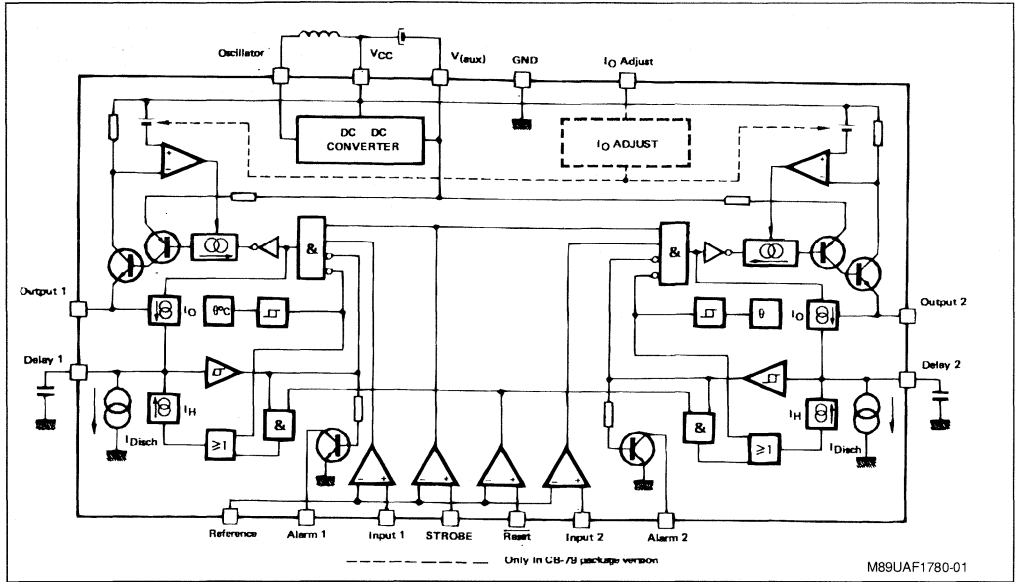 Oscillator
VCC
V(aux)
GND
IO Adjust
DC DC
CONVERTER
IO ADJUST
+
-
+
-
&
&
Output 1
IO
θ°C
θ
IO
Output 2
Delay 1
Delay 2
IH
&
&
IH
IDisch
≥1
≥1
IDisch
- +
- +
- +
- +
Reference
Alarm 1
Input 1
STROBE
Reset
Input 2
Alarm 2
Only in CB-79 package version
M89UAF1780-01